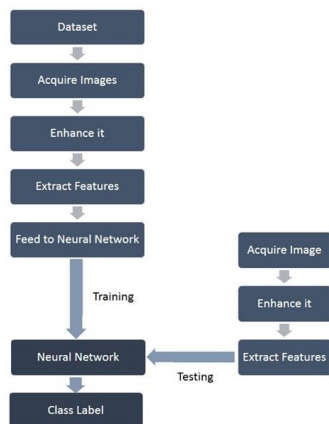 Dataset
Acquire Images
Enhance it
Extract Features
Feed to Neural Network
Training
Acquire Image
Enhance it
Extract Features
Testing
Neural Network
Class Label